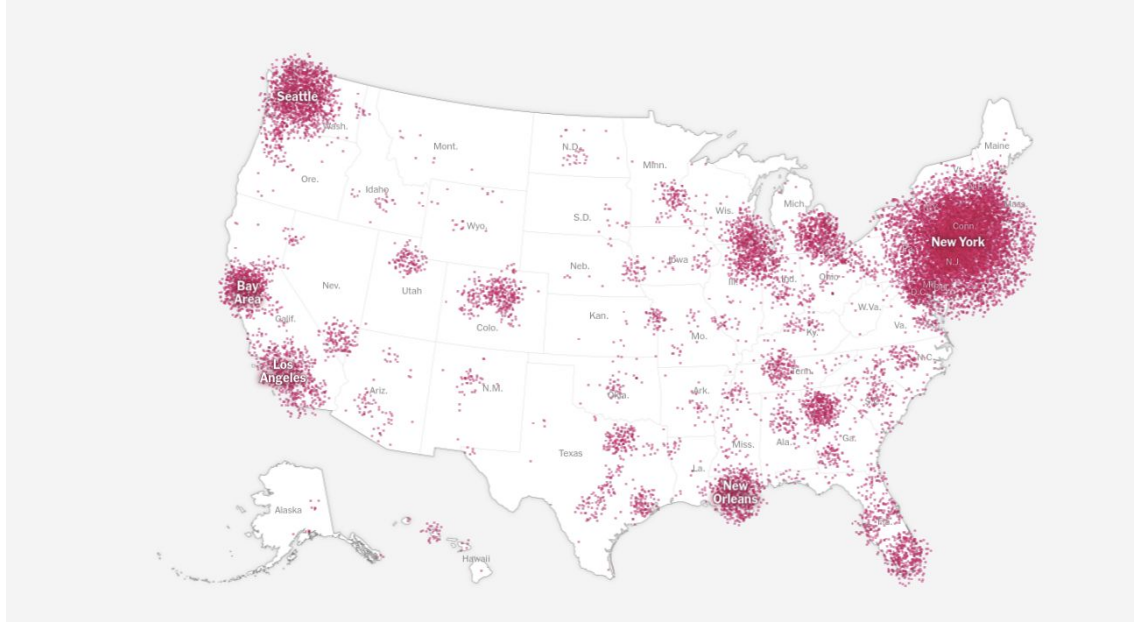 Seattle
Wash.
Mont.
N.D.
Minn.
Maine
Ore.
Idaho
Wis.
Mich.
Wyo.
S.D.
Conn.
New York
N.J.
Bay
Area
Nev.
Utah
Neb.
Iowa
Ill.
Ind.
Ohio
D.C.
W.Va.
Va.
Calif.
Colo.
Kan.
Mo.
Ky.
Los
Angeles
Ariz.
N.M.
Okla.
Ark.
Tenn.
N.C.
Texas
Miss.
Ala.
Ga.
La.
New
Orleans
Alaska
Hawaii